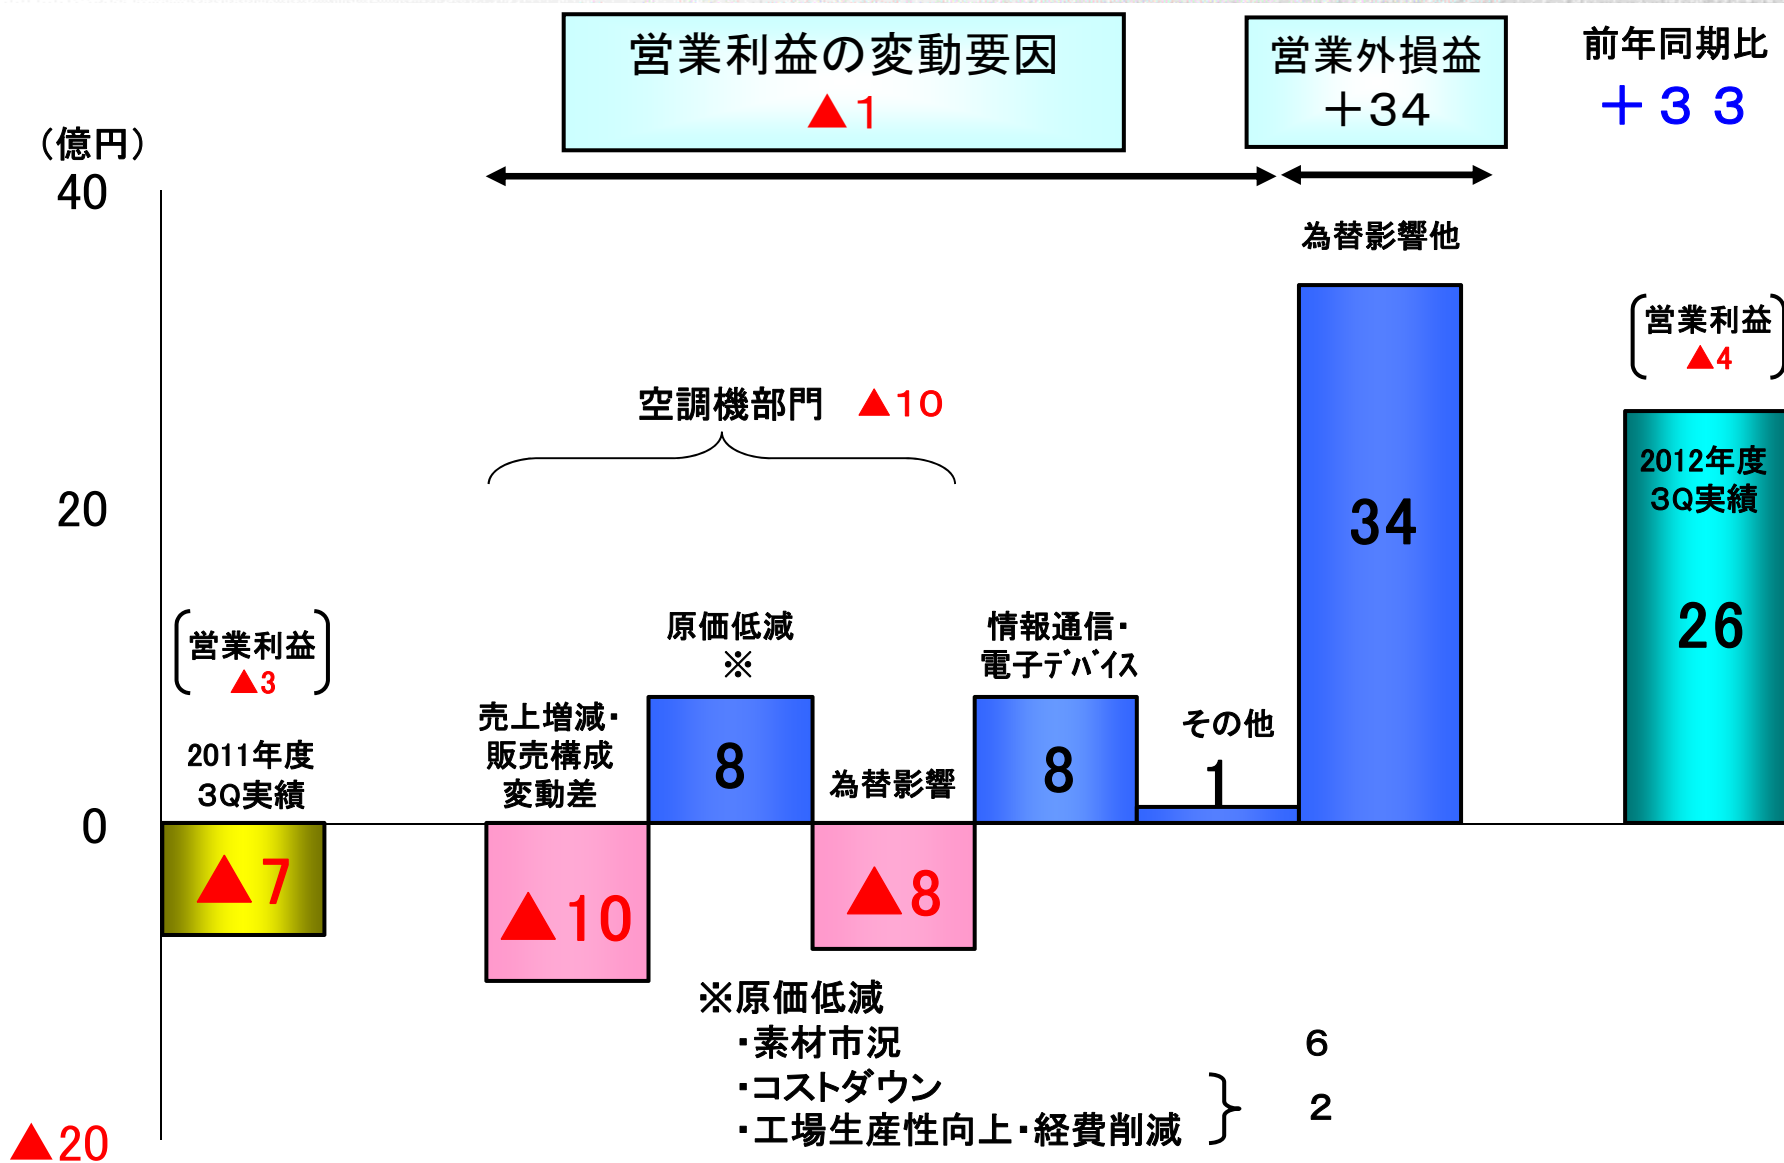 営業利益の変動要因
▲1
営業外損益
＋34
前年同期比
＋３３
（億円）
40
20
0
▲20
為替影響他
〔営業利益
▲4〕
空調機部門 ▲10
2012年度
3Q実績
26
34
〔営業利益
▲3〕
2011年度
3Q実績
▲7
売上増減・
販売構成
変動差
▲10
原価低減
※
8
為替影響
▲8
情報通信・
電子ﾃﾞﾊﾞｲｽ
8
その他
1
※原価低減
・素材市況 6
・コストダウン
・工場生産性向上・経費削減 } 2